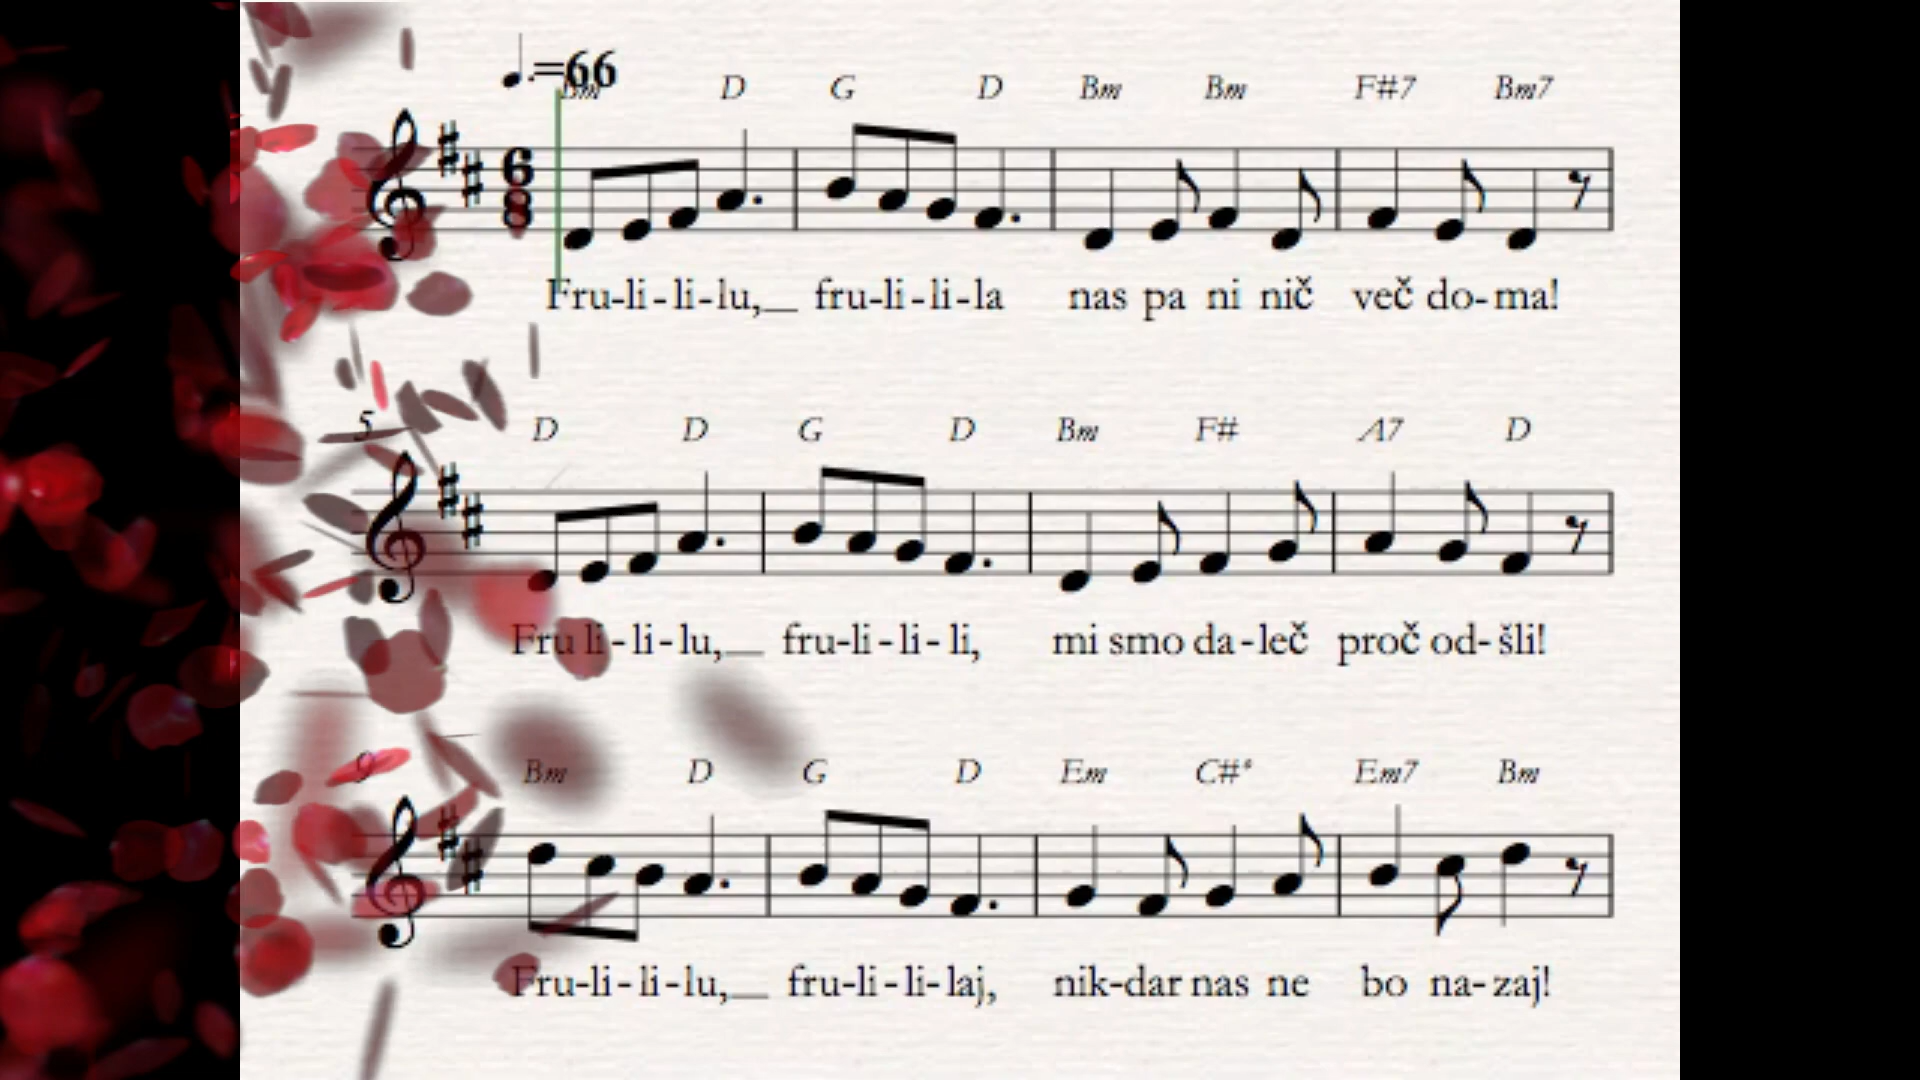 ♩.=66
Bm D G D Bm Bm F#7 Bm7
6
8
Fru-li-li-lu,_ fru-li-li-la nas pa ni nič več do-ma!
5
D D G D Bm F# A7 D
Fru li-li-lu,_ fru-li-li-li, mi smo da-leč proč od-šli!
9
Bm D G D Em C#° Em7 Bm
Fru-li-li-lu,_ fru-li-li-laj, nik-dar nas ne bo na-zaj!